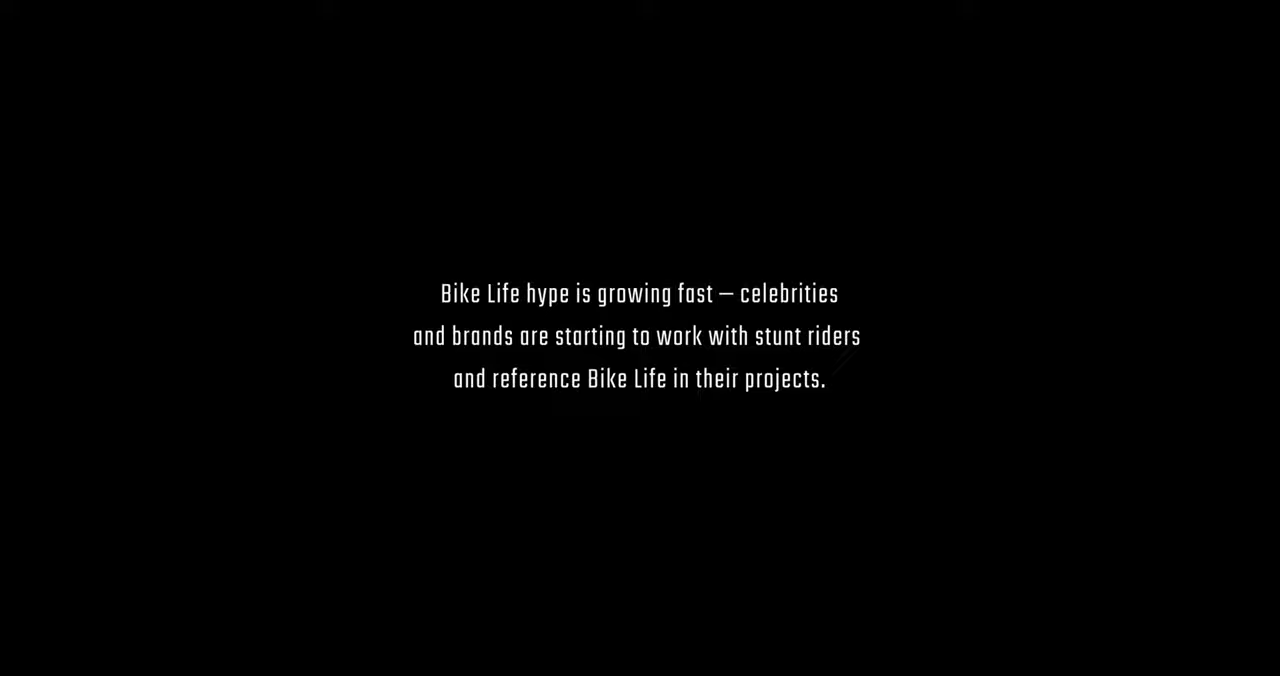 Bike Life hype is growing fast – celebrities
and brands are starting to work with stunt riders
and reference Bike Life in their projects.